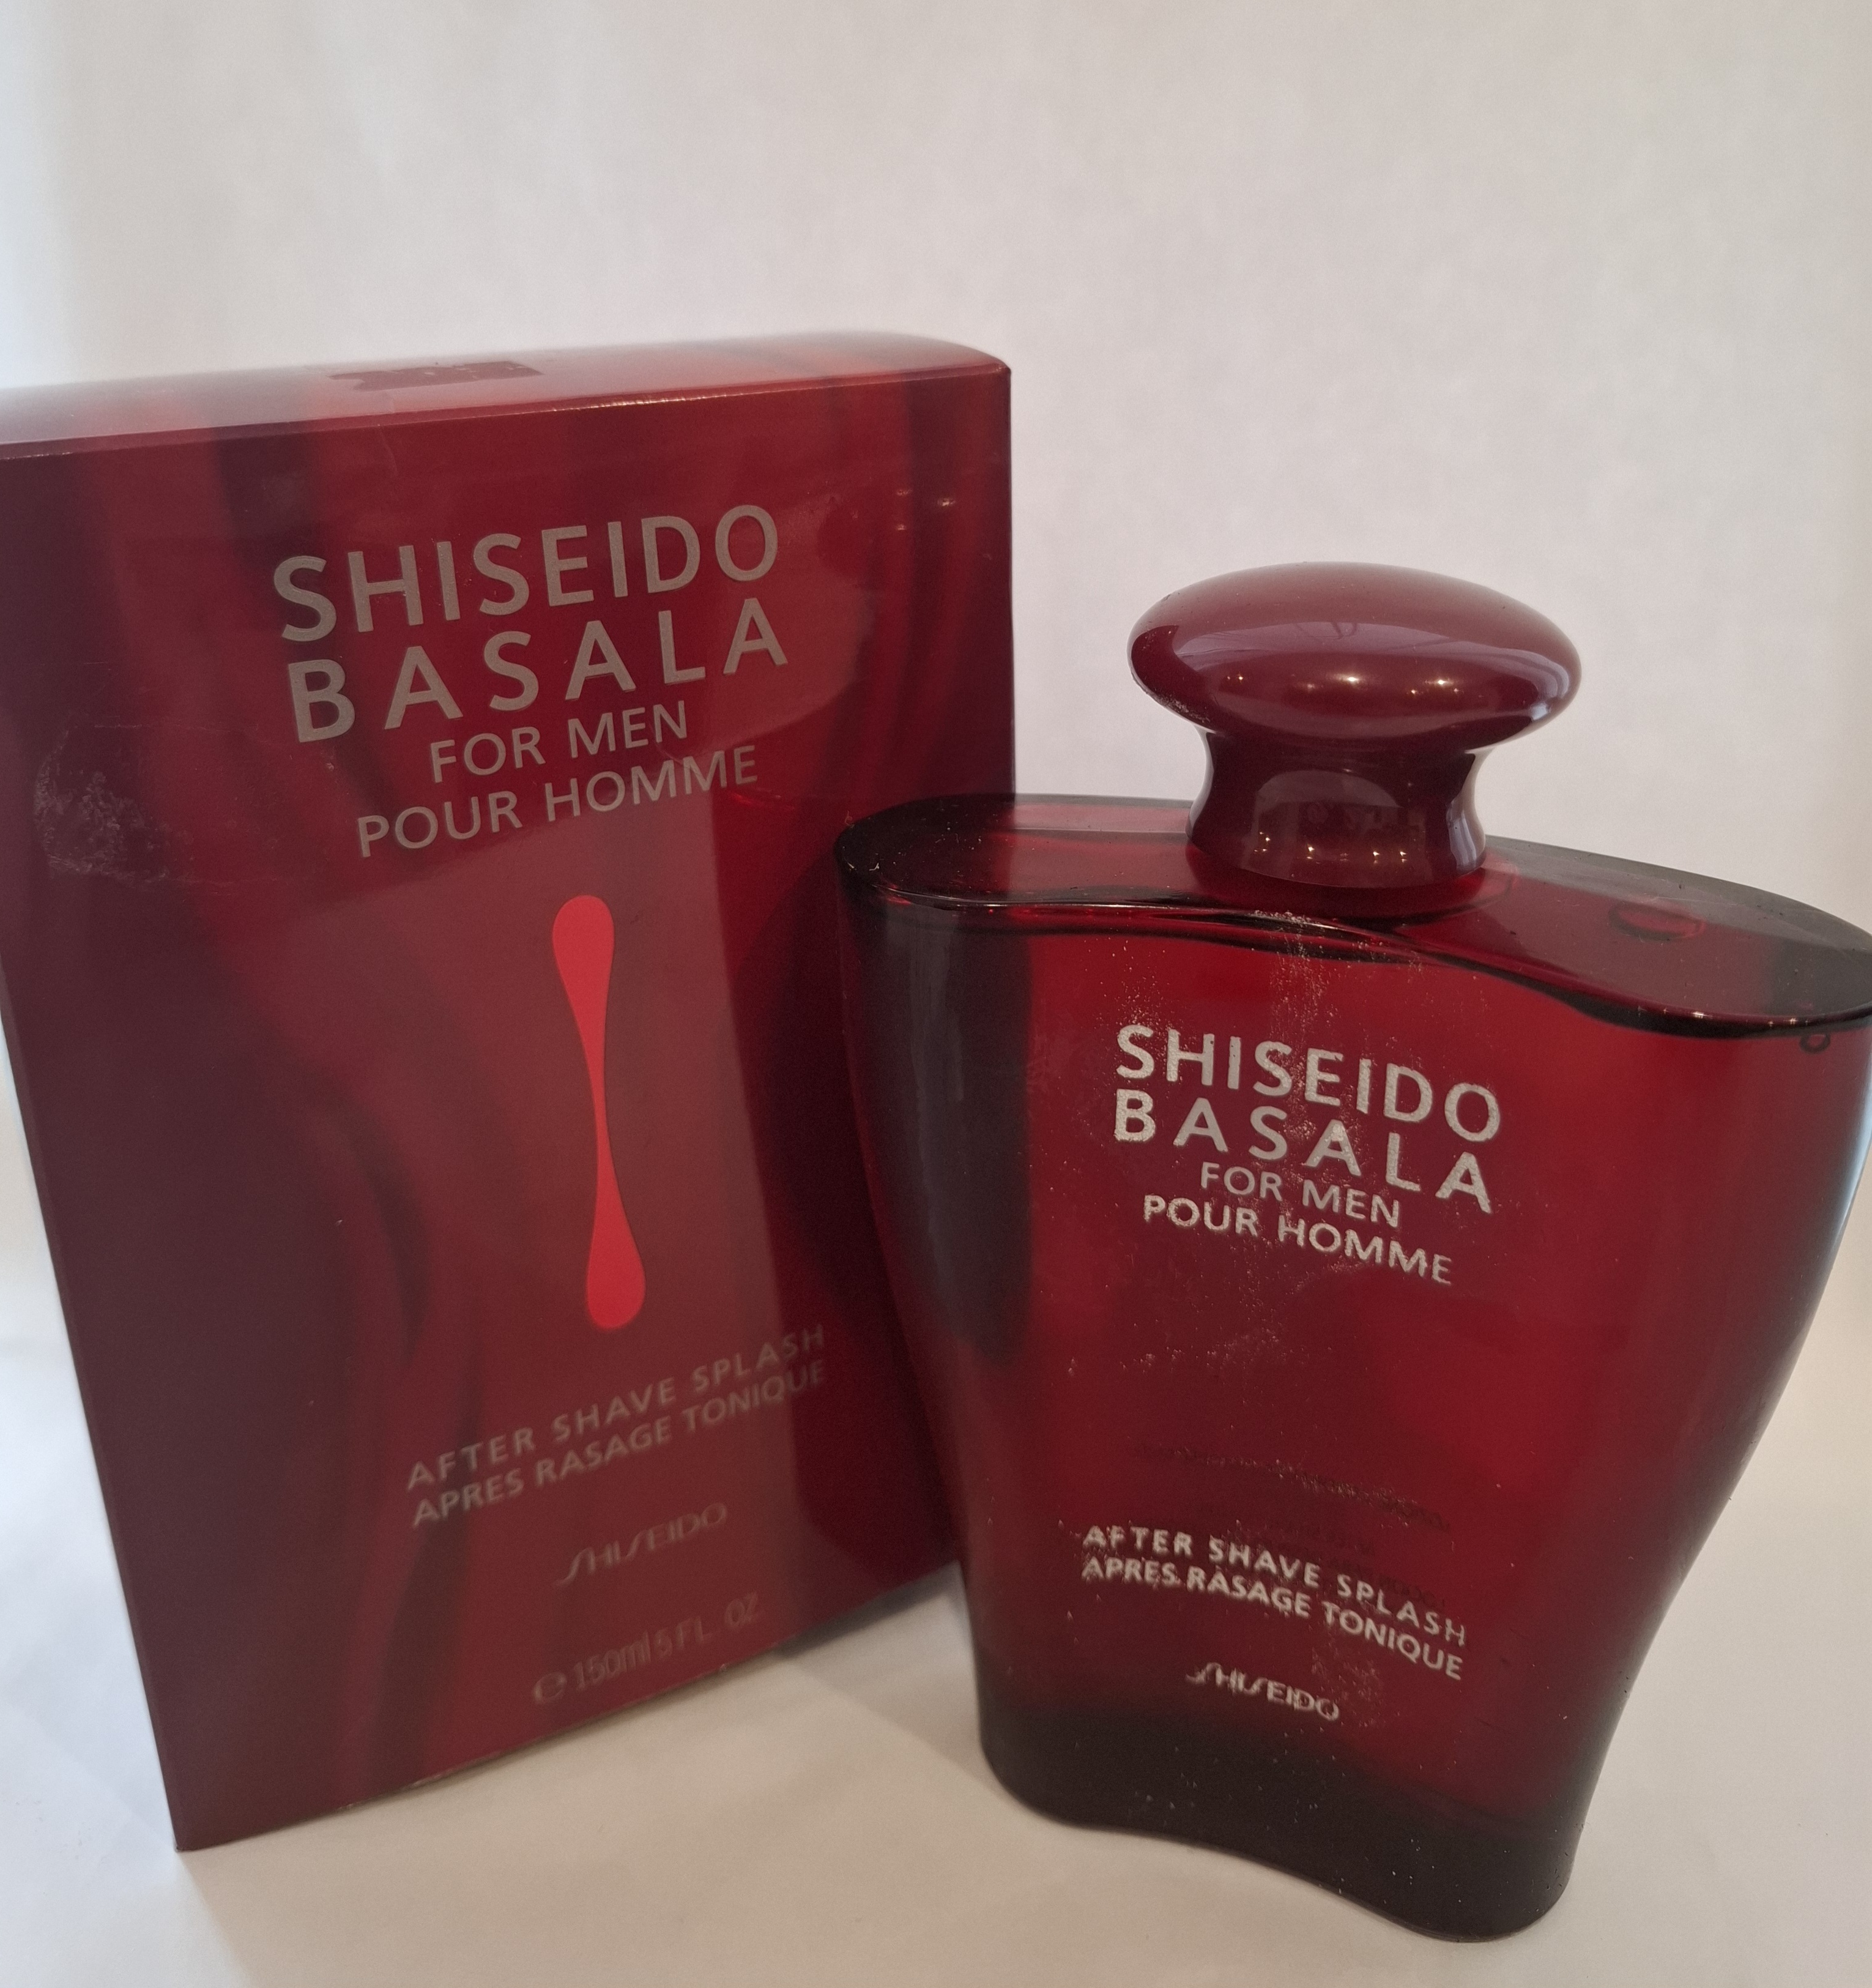 SHISEIDO
BASALA
FOR MEN
POUR HOMME
AFTER SHAVE SPLASH
APRES RASAGE TONIQUE
SHISEIDO
℮ 150ml 5 FL. OZ
SHISEIDO
BASALA
FOR MEN
POUR HOMME
AFTER SHAVE SPLASH
APRES RASAGE TONIQUE
SHISEIDO